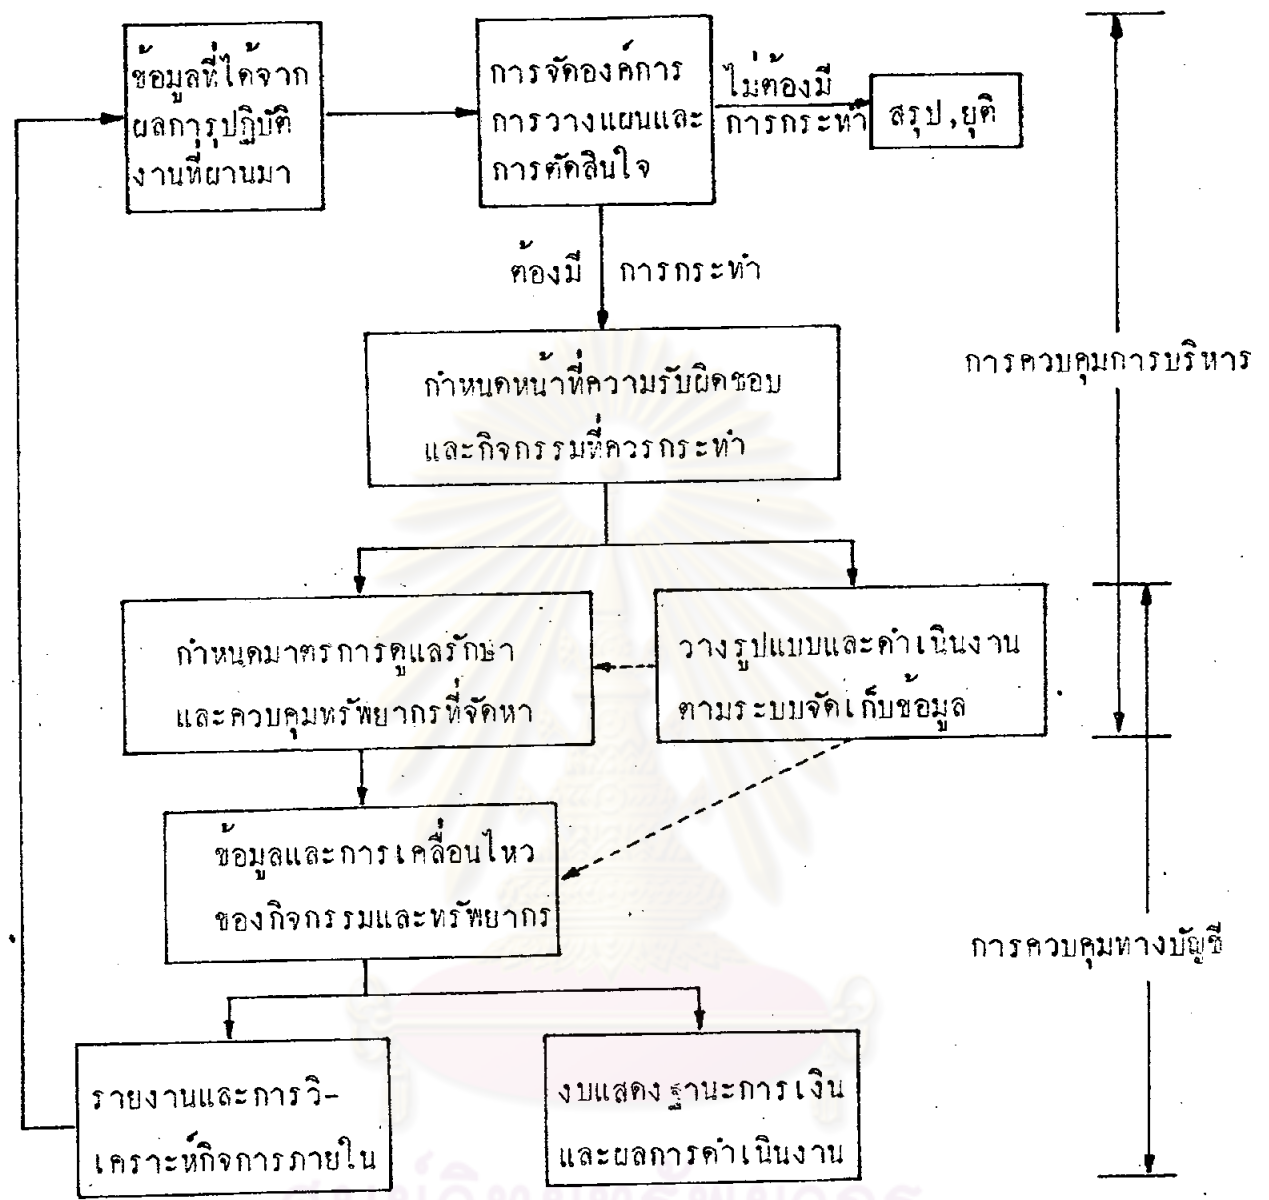 ข้อมูลที่ได้จาก
ผลการปฏิบัติ
งานที่ผานมา
การจัดองค์การ
การวางแผนและ
การตัดสินใจ
ไม่ต้องมี
การกระทำ
สรุป,ยุติ
ต้องมี การกระทำ
การควบคุมการบริหาร
กำหนดหน้าที่ความรับผิดชอบ
และกิจกรรมที่ควรกระทำ
กำหนดมาตรการดูแลรักษา
และควบคุมทรัพยากรที่จัดหา
วางรูปแบบและดำเนินงาน
ตามระบบจัดเก็บข้อมูล
ข้อมูลและการเคลื่อนไหว
ของกิจกรรมและทรัพยากร
การควบคุมทางบัญชี
รายงานและการวิ-
เคราะห์กิจการภายใน
งบแสดงฐานะการเงิน
และผลการดำเนินงาน
ศูนย์วิทยทรัพยากร